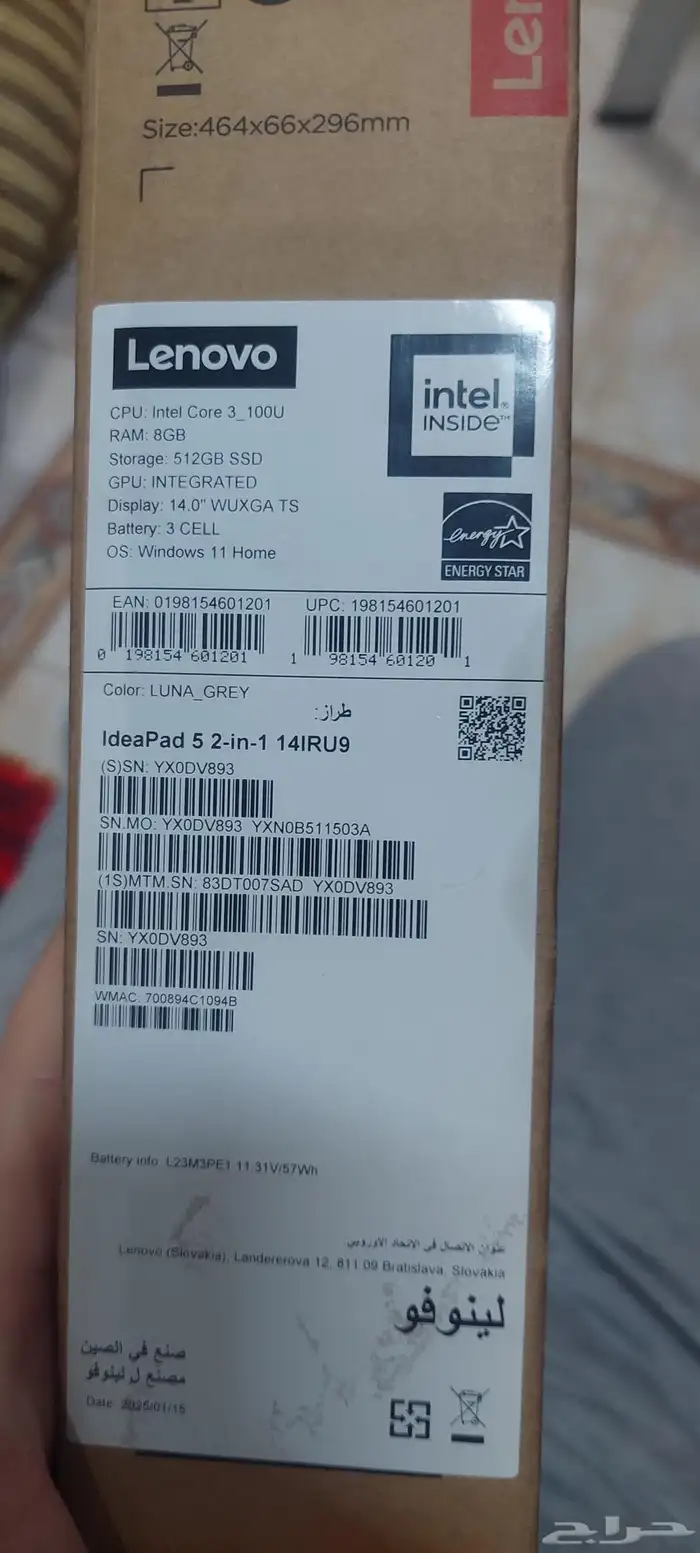 Size:464x66x296mm
Lenovo
intel.
INSIDE™
CPU: Intel Core 3_100U
RAM: 8GB
Storage: 512GB SSD
GPU: INTEGRATED
Display: 14.0" WUXGA TS
Battery: 3 CELL
OS: Windows 11 Home
energy
ENERGY STAR
EAN: 0198154601201 UPC: 198154601201
0 198154 601201 1 98154 60120 1
Color: LUNA_GREY
طراز:
IdeaPad 5 2-in-1 14IRU9
(S)SN: YX0DV893
SN.MO: YX0DV893 YXN0B511503A
(1S)MTM.SN: 83DT007SAD YX0DV893
SN: YX0DV893
WMAC: 700894C1094B
Battery info: L23M3PE1 11.31V/57Wh
عنوان الاتصال في الاتحاد الأوروبي
Lenovo (Slovakia), Landererova 12, 811 09 Bratislava, Slovakia
لينوفو
صنع في الصين
مصنع ل لينوفو
Date: 2025/01/15
حراج